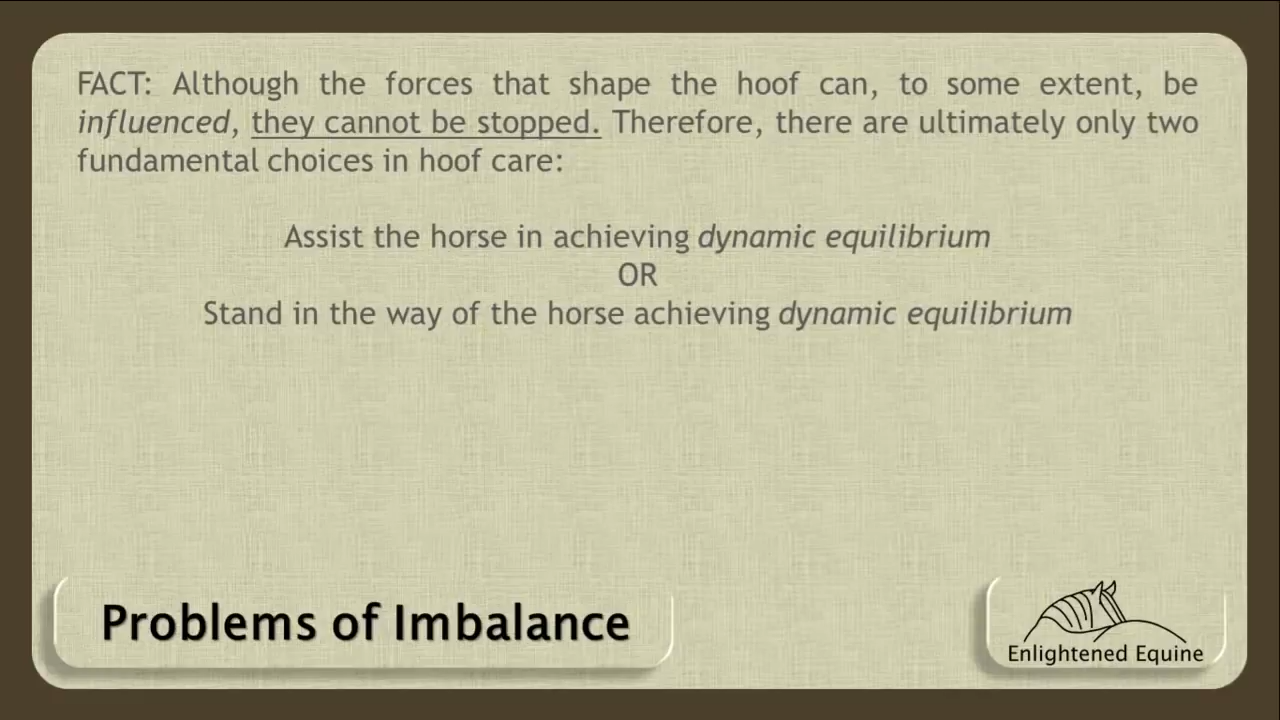 FACT: Although the forces that shape the hoof can, to some extent, be
influenced, they cannot be stopped. Therefore, there are ultimately only two
fundamental choices in hoof care:
Assist the horse in achieving dynamic equilibrium
OR
Stand in the way of the horse achieving dynamic equilibrium
Problems of Imbalance
Enlightened Equine